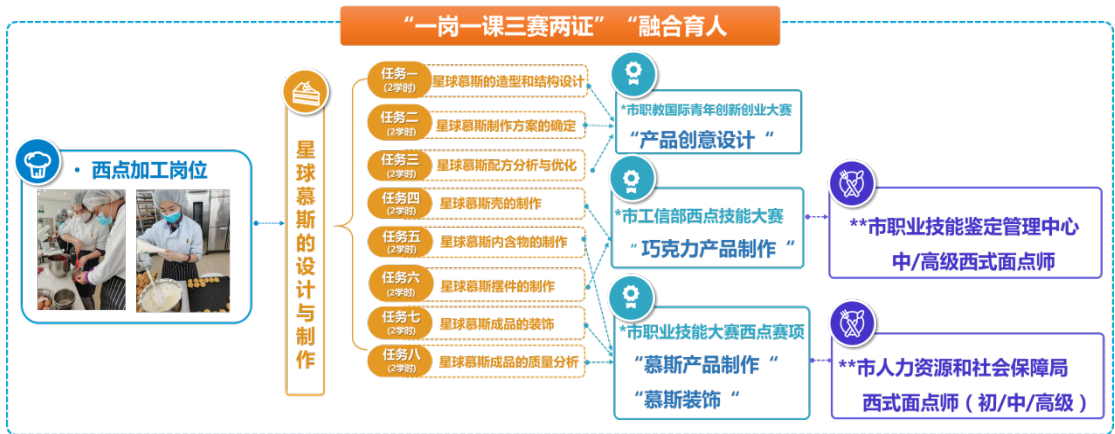 “一岗一课三赛两证” “融合育人
• 西点加工岗位
星球慕斯的设计与制作
任务一
(2学时)
星球慕斯的造型和结构设计
任务二
(2学时)
星球慕斯制作方案的确定
任务三
(2学时)
星球慕斯配方分析与优化
任务四
(2学时)
星球慕斯壳的制作
任务五
(2学时)
星球慕斯内含物的制作
任务六
(2学时)
星球慕斯摆件的制作
任务七
(2学时)
星球慕斯成品的装饰
任务八
(2学时)
星球慕斯成品的质量分析
*市职教国际青年创新创业大赛
“产品创意设计“
*市工信部西点技能大赛
“巧克力产品制作“
*市职业技能大赛西点赛项
“慕斯产品制作“
“慕斯装饰“
**市职业技能鉴定管理中心
中/高级西式面点师
**市人力资源和社会保障局
西式面点师（初/中/高级）